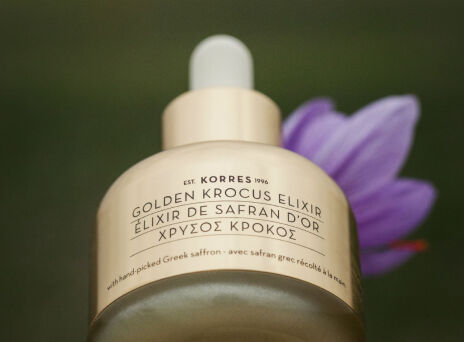 EST. KORRES 1996
GOLDEN KROCUS ELIXIR
ÉLIXIR DE SAFRAN D'OR
ΧΡΥΣΟΣ ΚΡΟΚΟΣ
with hand-picked Greek saffron - avec safran grec récolté à la main